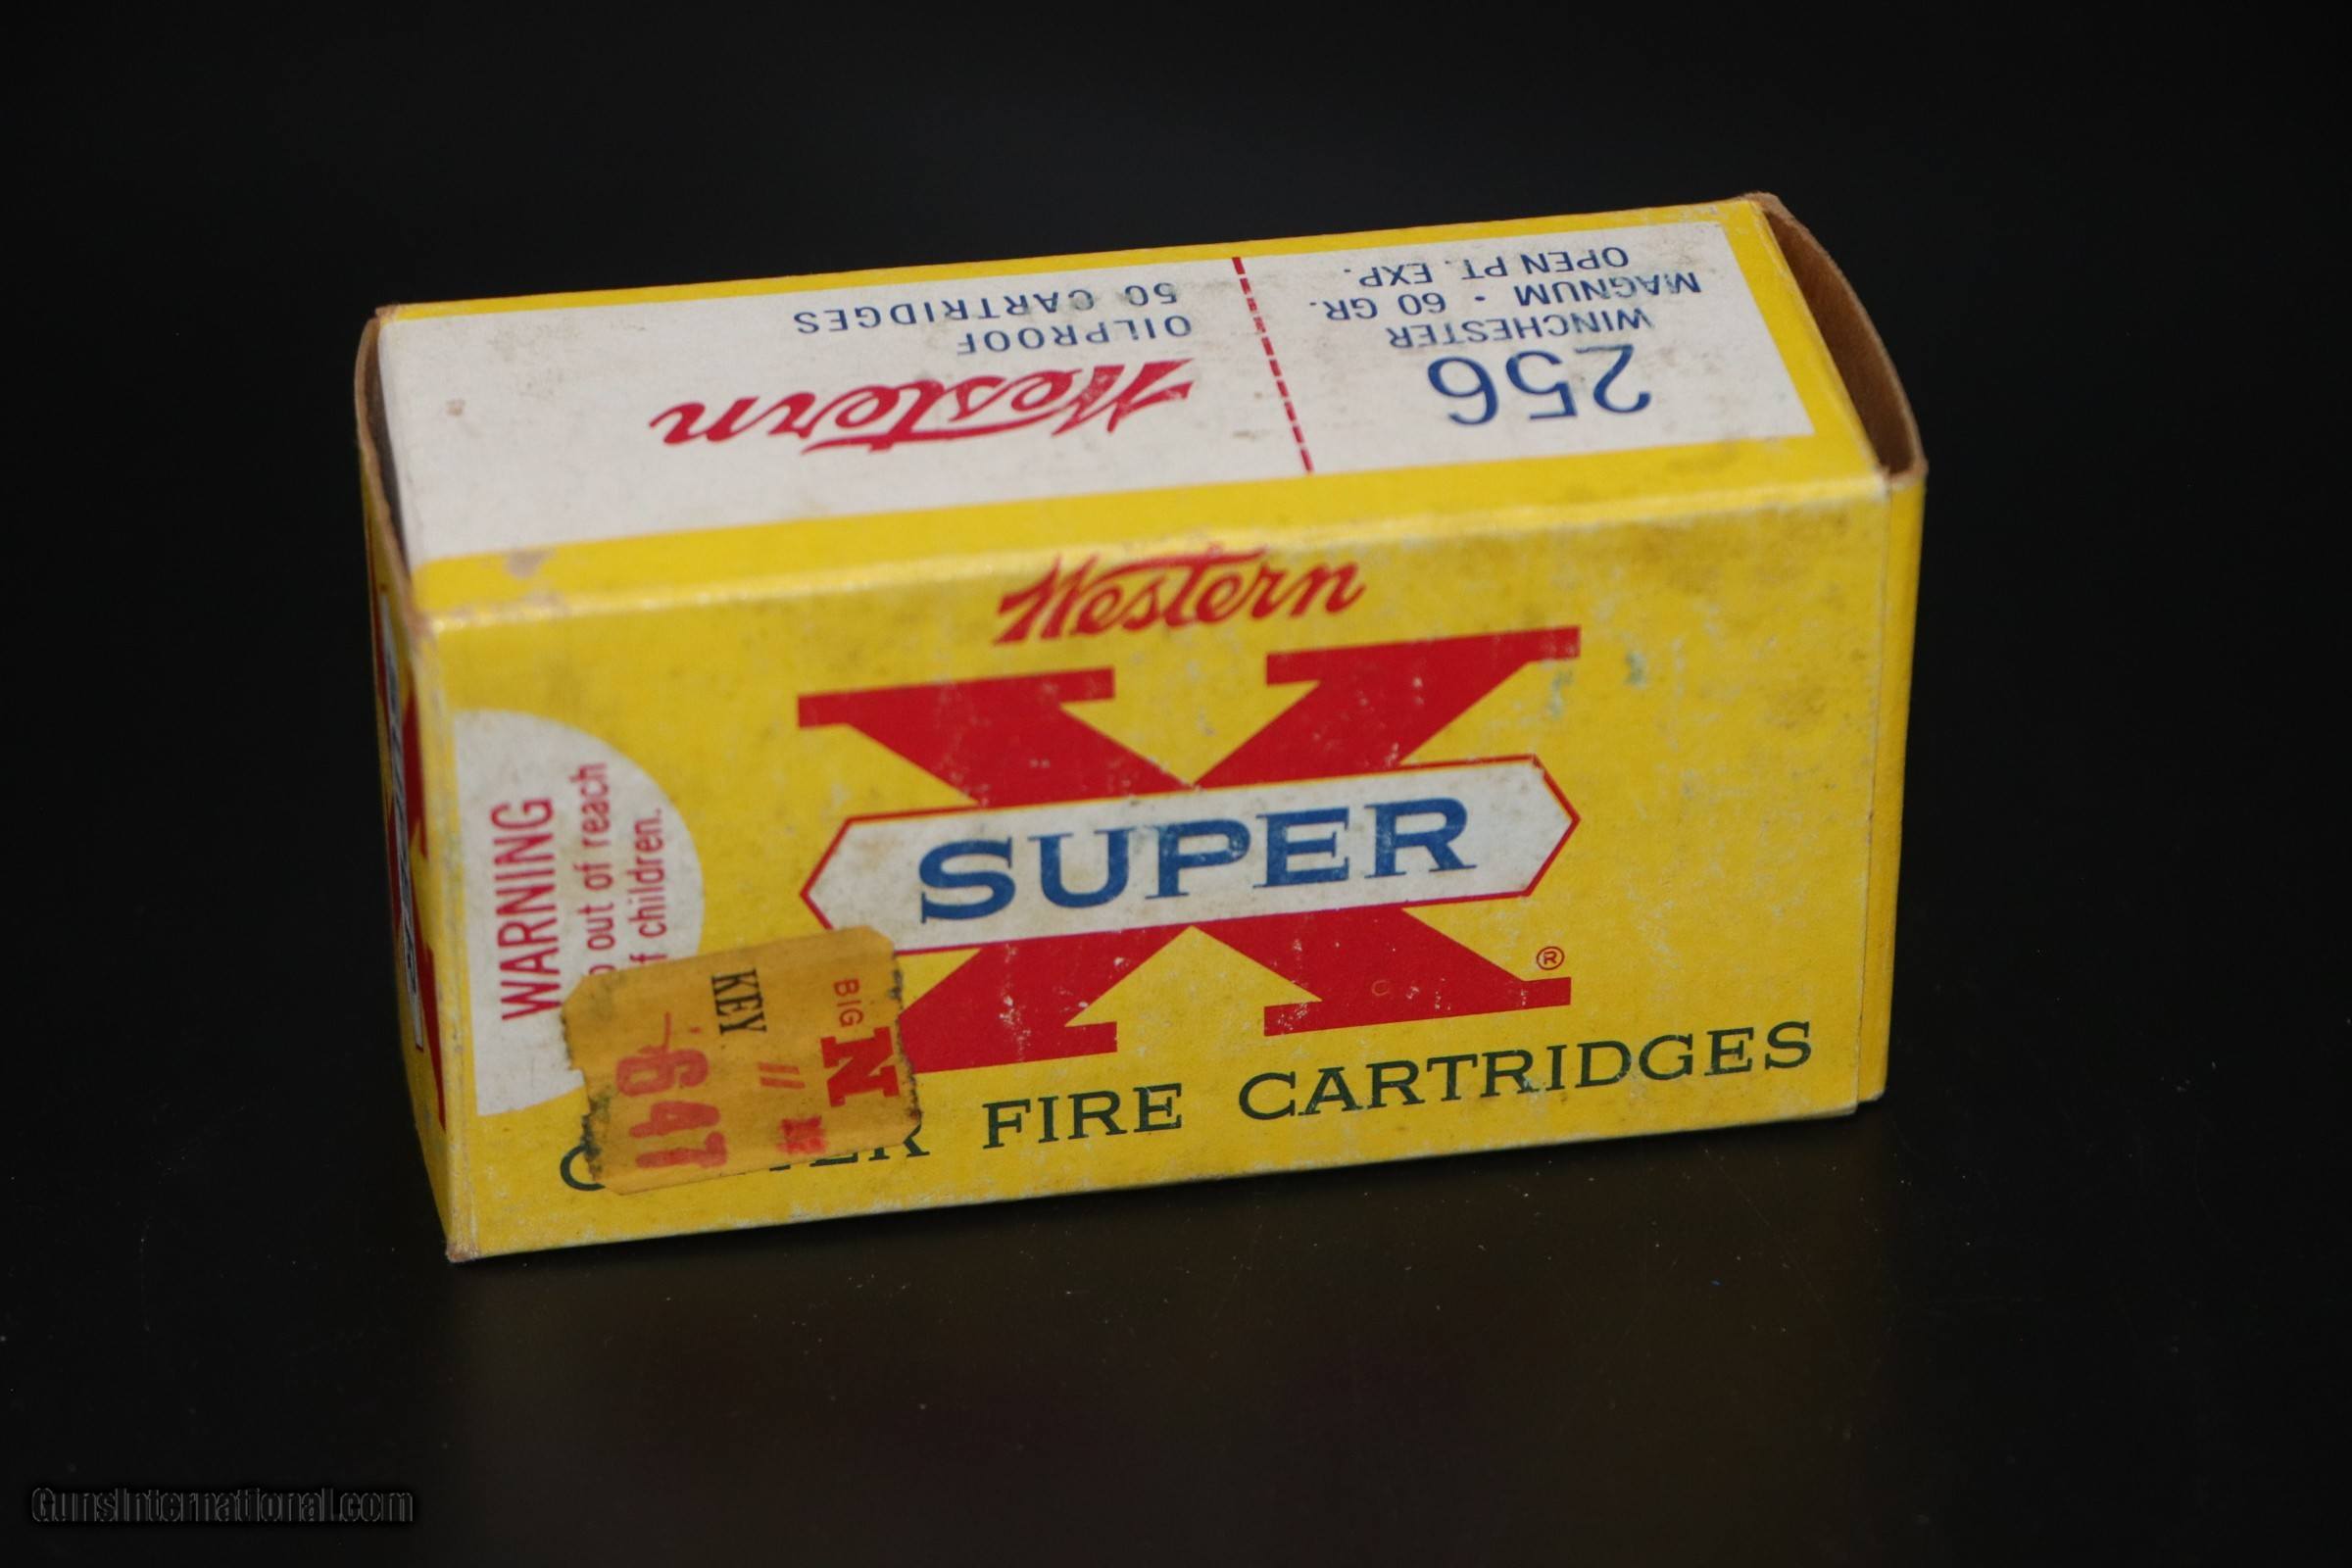 256
WINCHESTER
MAGNUM • 60 GR.
OPEN PT. EXP.
Western
OILPROOF
50 CARTRIDGES
Western
X
SUPER
®
FIRE CARTRIDGES
WARNING
out of reach
children.
BIG N
KEY
GunsInternational.com